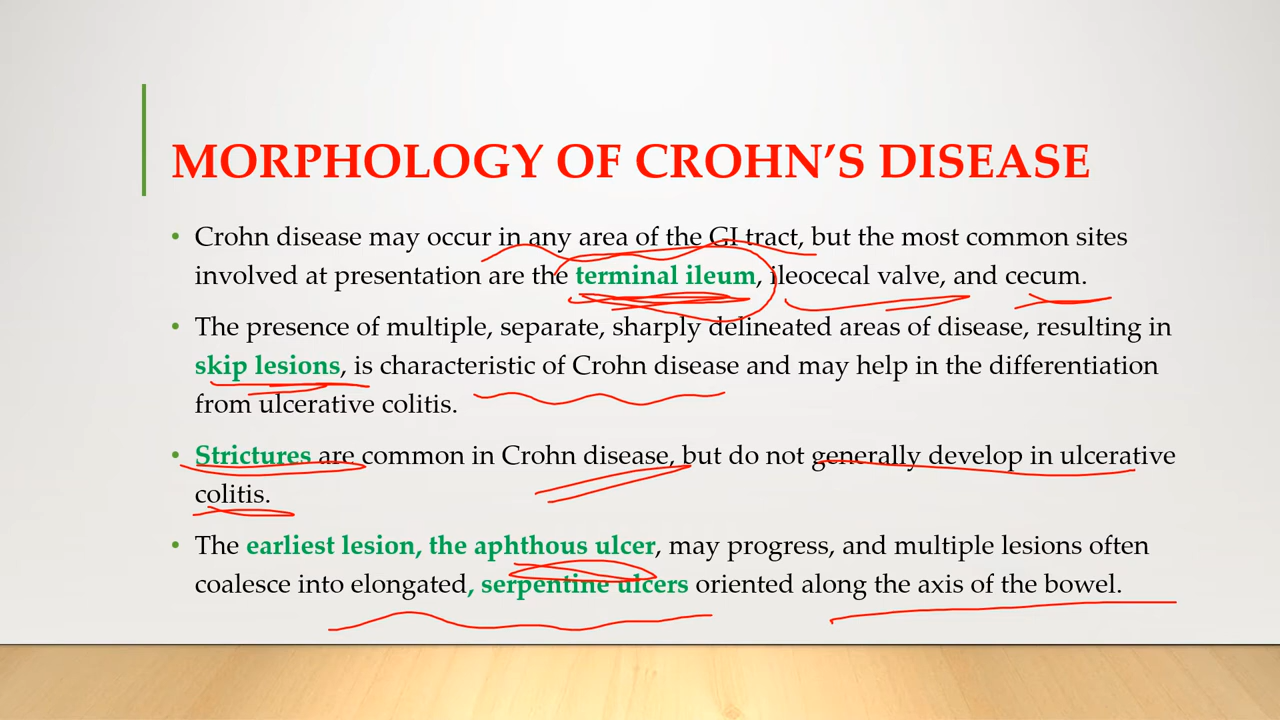 MORPHOLOGY OF CROHN’S DISEASE
• Crohn disease may occur in any area of the GI tract, but the most common sites
involved at presentation are the terminal ileum, ileocecal valve, and cecum.
• The presence of multiple, separate, sharply delineated areas of disease, resulting in
skip lesions, is characteristic of Crohn disease and may help in the differentiation
from ulcerative colitis.
• Strictures are common in Crohn disease, but do not generally develop in ulcerative
colitis.
• The earliest lesion, the aphthous ulcer, may progress, and multiple lesions often
coalesce into elongated, serpentine ulcers oriented along the axis of the bowel.